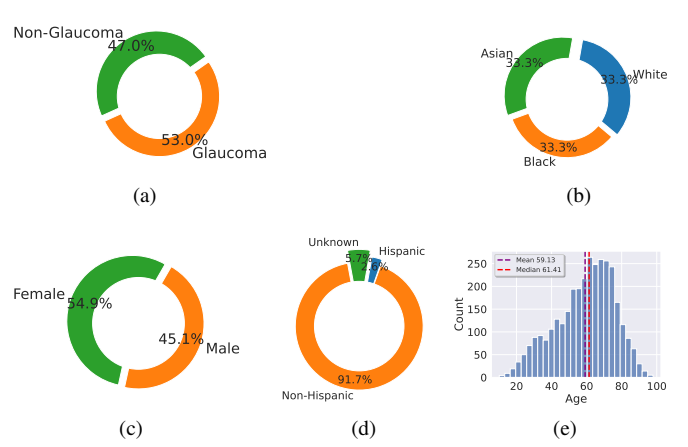 Non-Glaucoma
47.0%
53.0%
Glaucoma
(a)
Asian
33.3%
33.3%
White
33.3%
Black
(b)
Female
54.9%
45.1%
Male
(c)
Unknown
5.7%
Hispanic
2.6%
91.7%
Non-Hispanic
(d)
Mean 59.13
Median 61.41
Count
250
200
150
100
50
0
20 40 60 80 100
Age
(e)